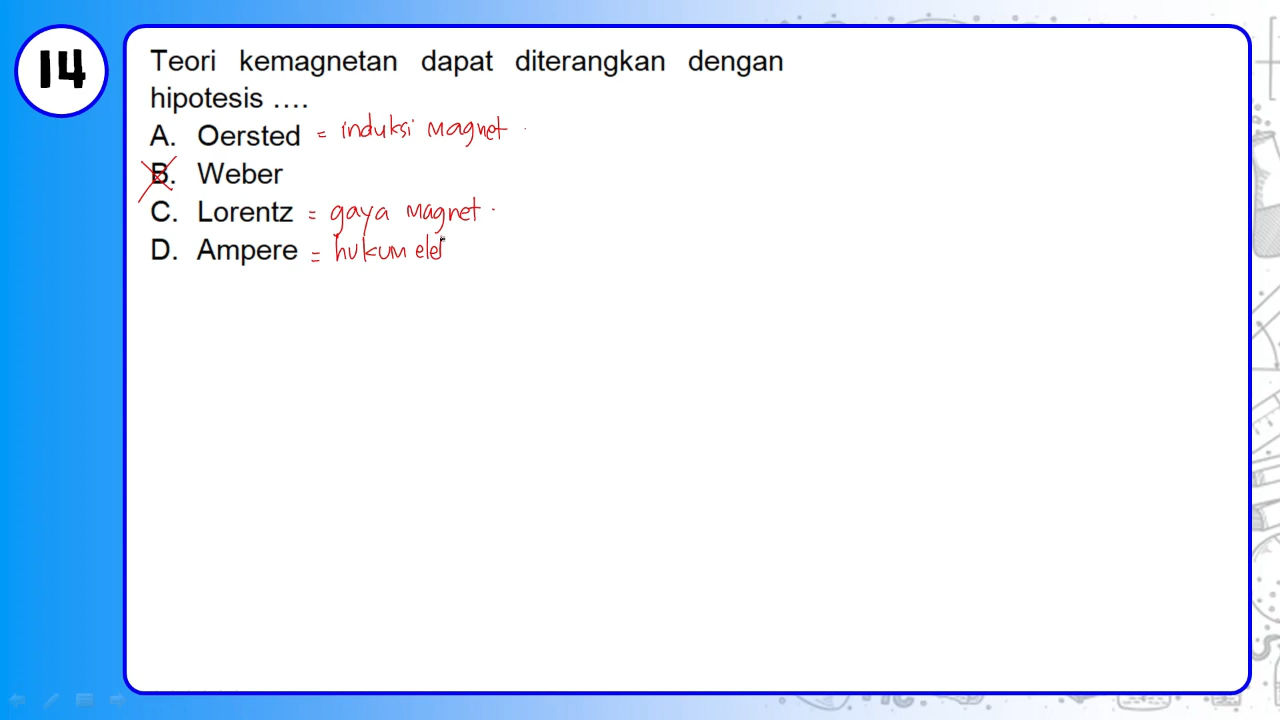 14
Teori kemagnetan dapat diterangkan dengan
hipotesis ....
A. Oersted = induksi magnet .
B. Weber
C. Lorentz = gaya magnet .
D. Ampere = hukum ele